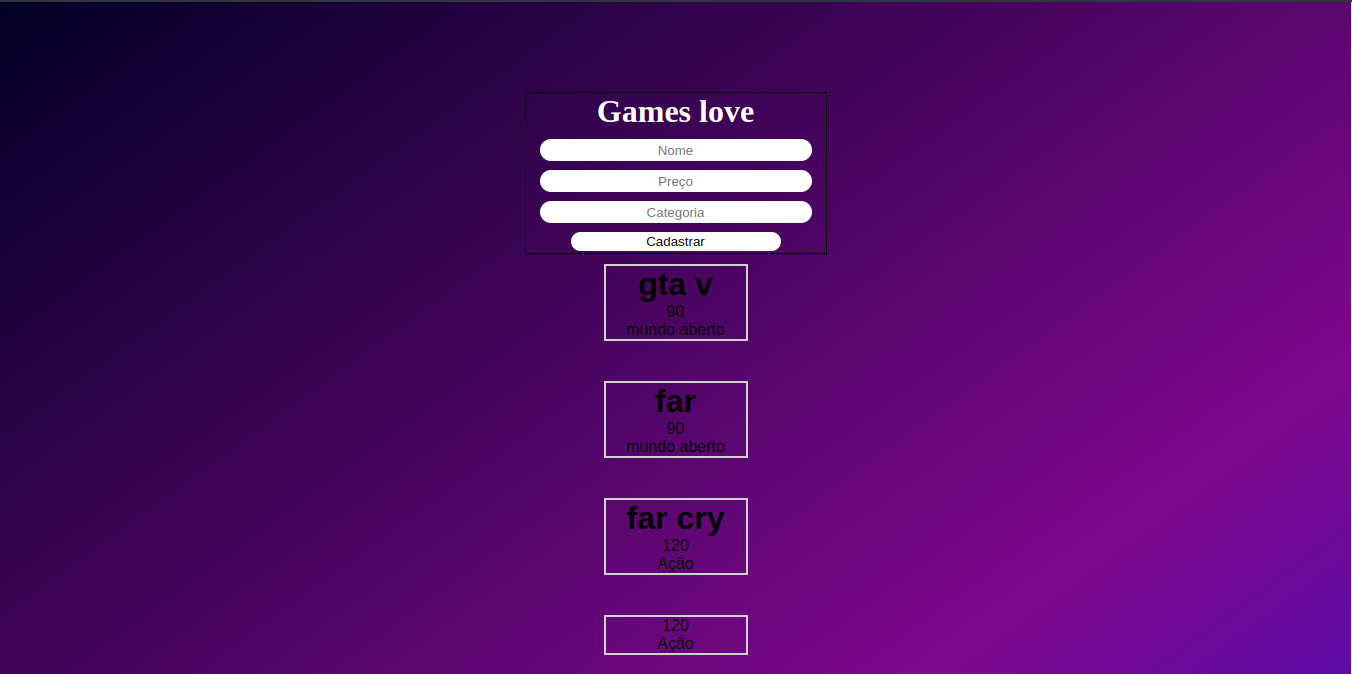 Games love
Nome
Preço
Categoria
Cadastrar
gta v
90
mundo aberto
far
90
mundo aberto
far cry
120
Ação
120
Ação